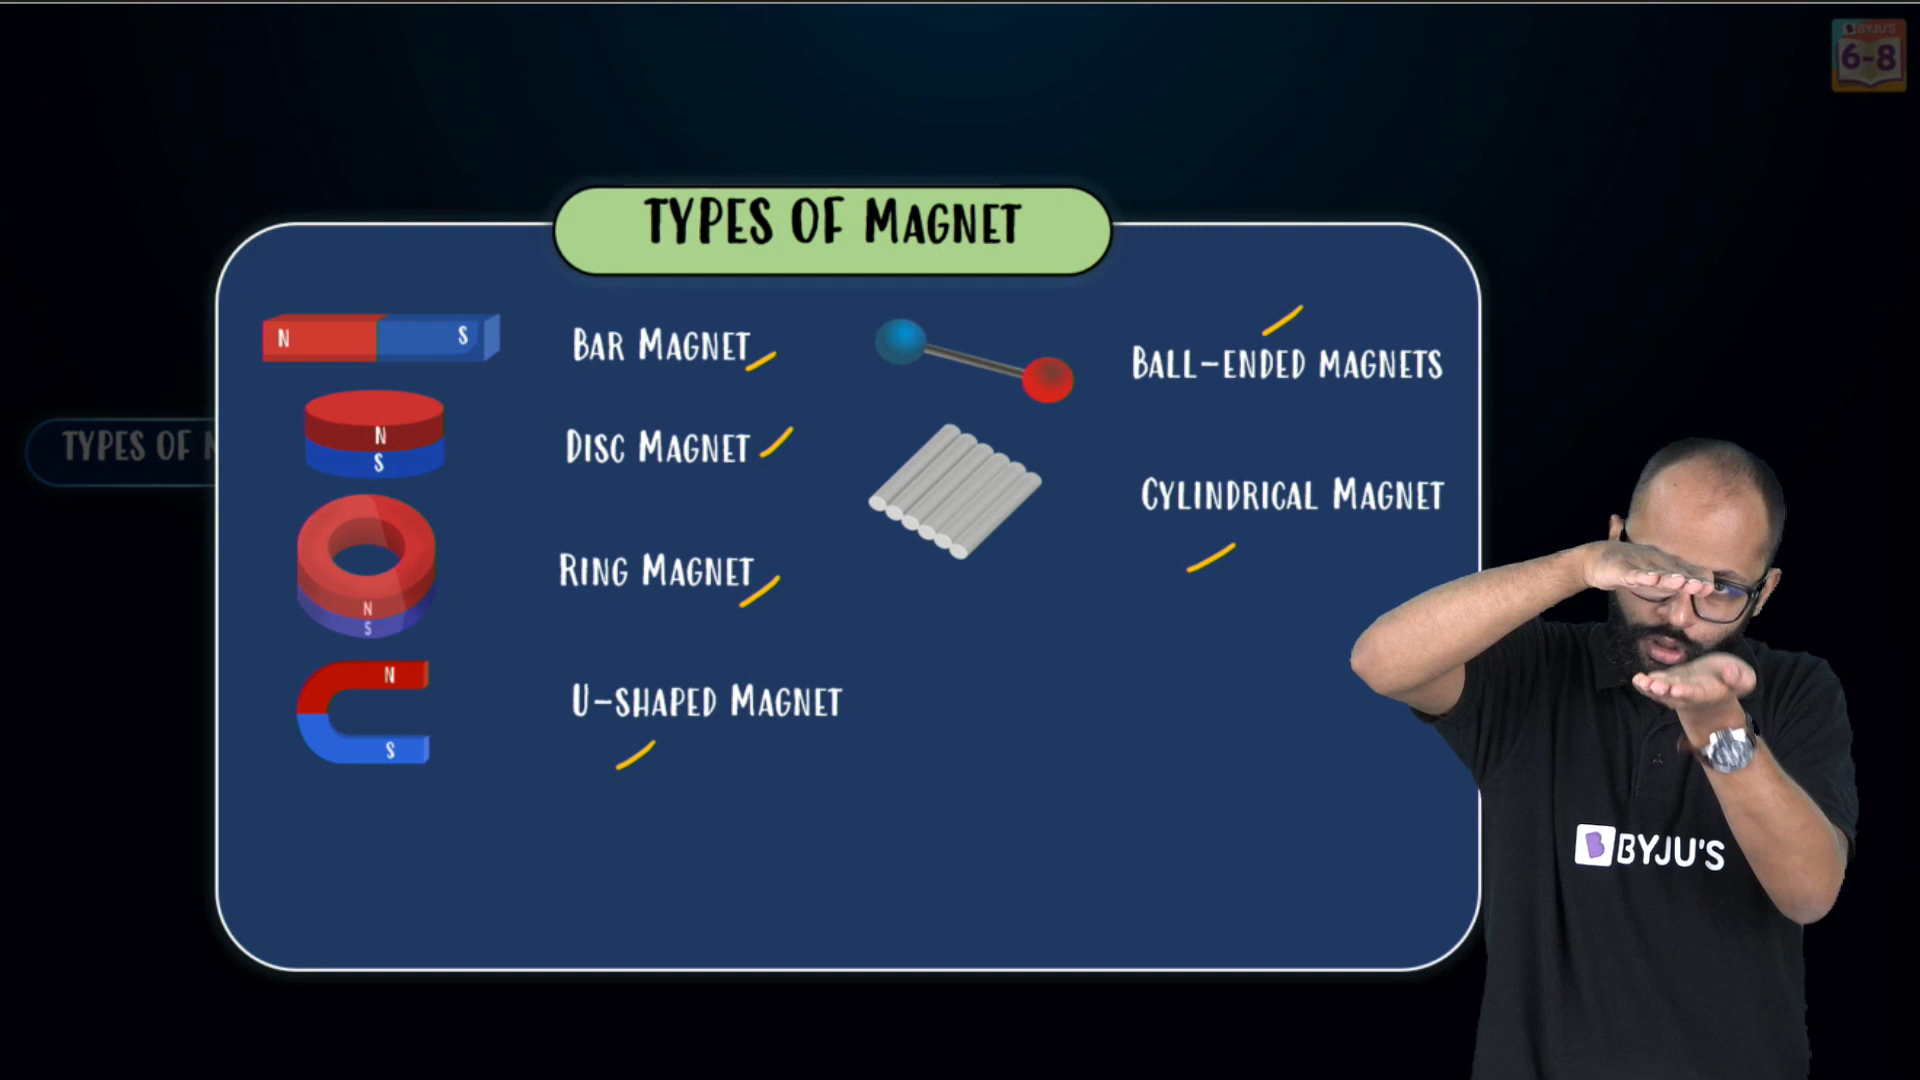 BYJU'S
6-8
TYPES OF MAGNET
N S
BAR MAGNET
BALL-ENDED MAGNETS
N
S
DISC MAGNET
TYPES OF
CYLINDRICAL MAGNET
RING MAGNET
N
S
N
S
U-SHAPED MAGNET
BYJU'S